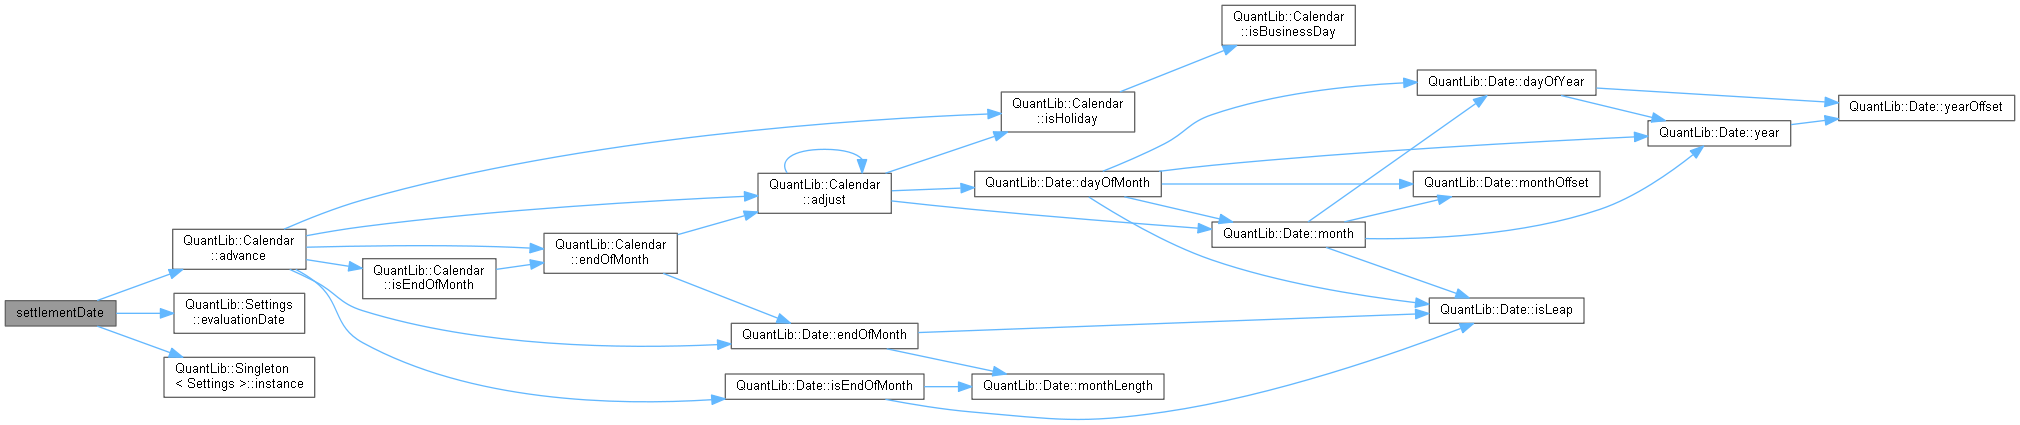 settlementDate
QuantLib::Calendar
::advance
QuantLib::Settings
::evaluationDate
QuantLib::Singleton
< Settings >::instance
QuantLib::Calendar
::isEndOfMonth
QuantLib::Calendar
::endOfMonth
QuantLib::Calendar
::adjust
QuantLib::Date::endOfMonth
QuantLib::Date::isEndOfMonth
QuantLib::Calendar
::isHoliday
QuantLib::Date::dayOfMonth
QuantLib::Date::monthLength
QuantLib::Calendar
::isBusinessDay
QuantLib::Date::month
QuantLib::Date::dayOfYear
QuantLib::Date::monthOffset
QuantLib::Date::isLeap
QuantLib::Date::year
QuantLib::Date::yearOffset